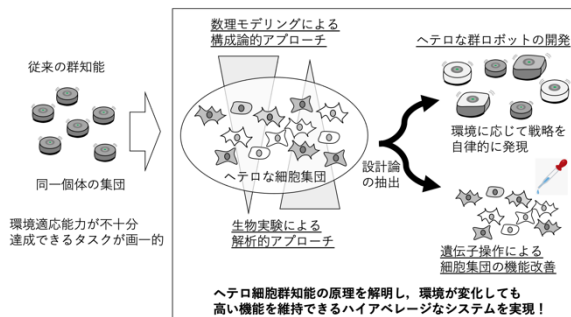 従来の群知能
同一個体の集団
環境適応能力が不十分
達成できるタスクが画一的
数理モデリングによる
構成論的アプローチ
ヘテロな細胞集団
生物実験による
解析的アプローチ
設計論
の抽出
ヘテロな群ロボットの開発
環境に応じて戦略を
自律的に発現
遺伝子操作による
細胞集団の機能改善
ヘテロ細胞群知能の原理を解明し，環境が変化しても
高い機能を維持できるハイアベレージなシステムを実現！